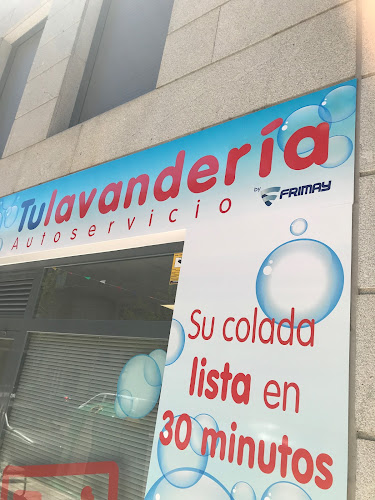 Tulavandería
Autoservicio
by FRIMAY
Su colada
lista en
30 minutos